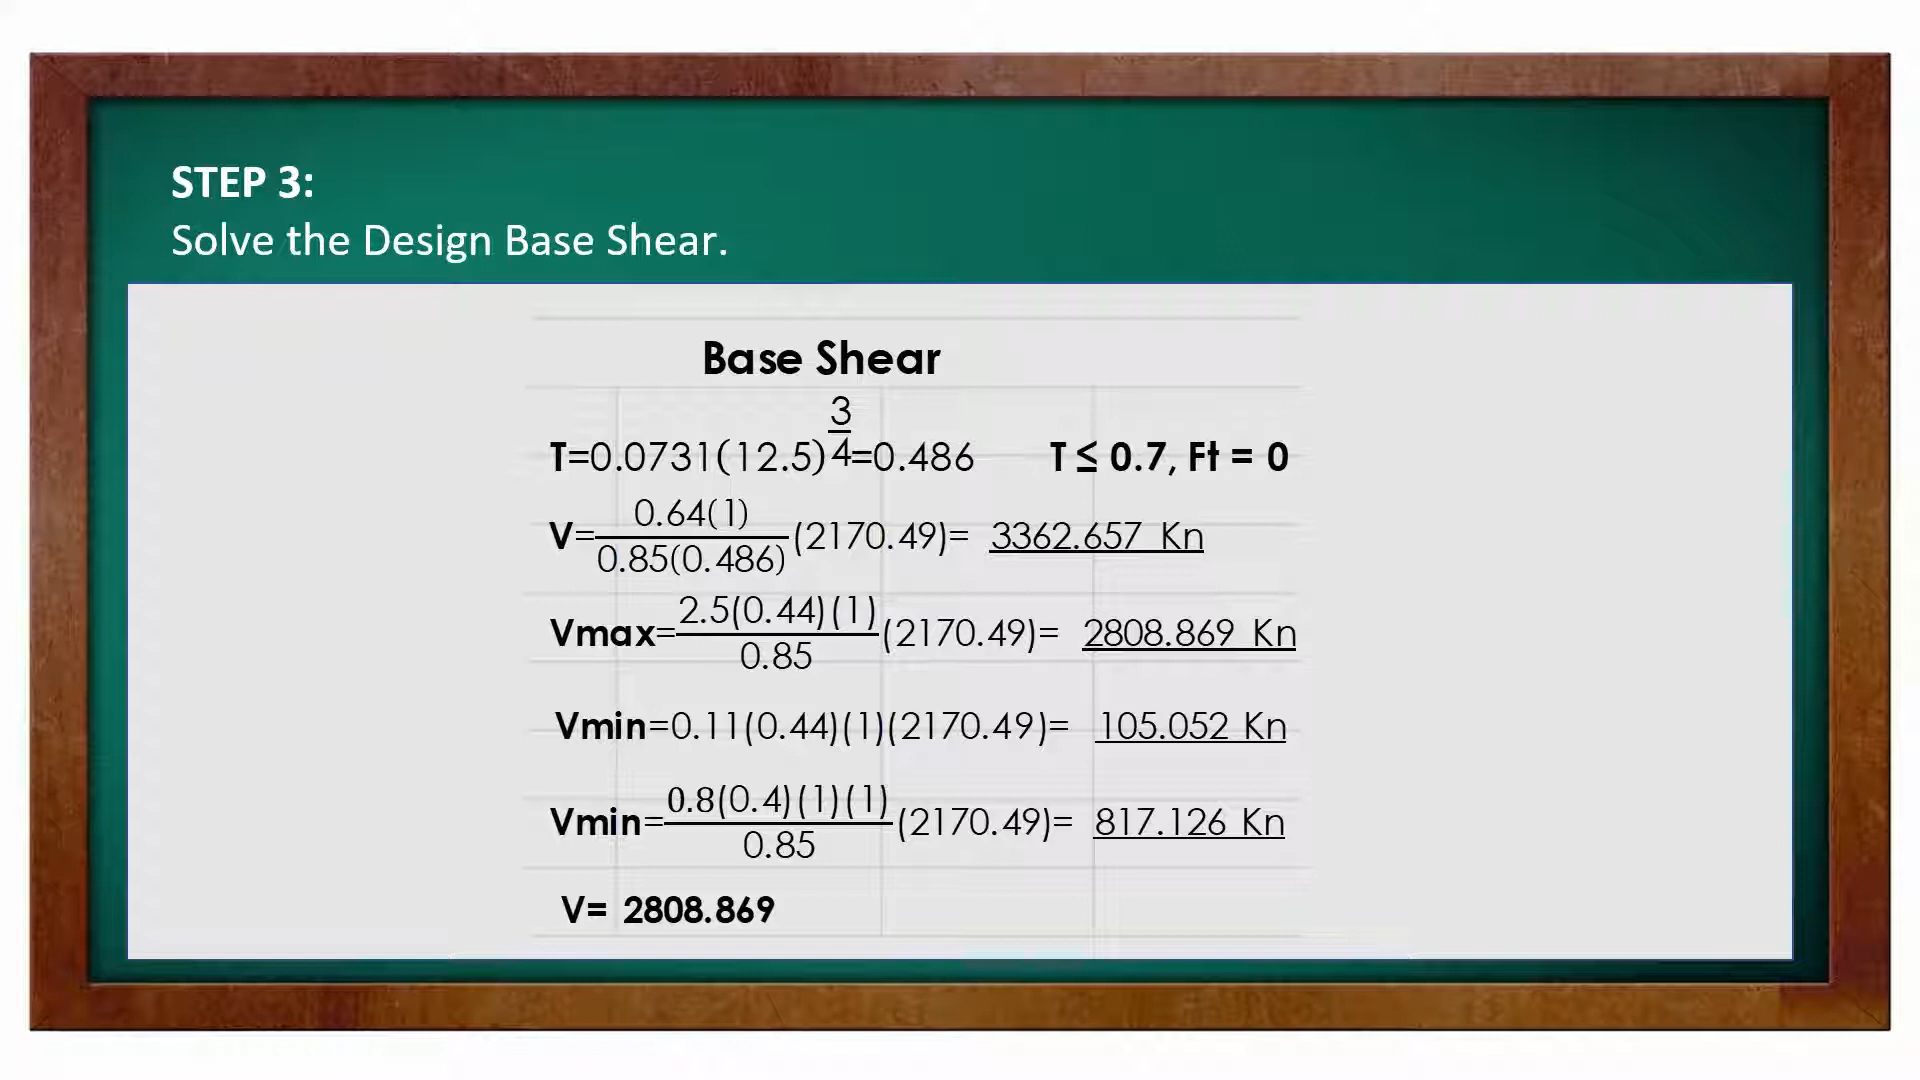 STEP 3:
Solve the Design Base Shear.
Base Shear
T=0.0731(12.5)^(3/4)=0.486 T ≤ 0.7, Ft = 0
V=0.64(1)/0.85(0.486) (2170.49)= 3362.657 Kn
Vmax=2.5(0.44)(1)/0.85 (2170.49)= 2808.869 Kn
Vmin=0.11(0.44)(1)(2170.49)= 105.052 Kn
Vmin=0.8(0.4)(1)(1)/0.85 (2170.49)= 817.126 Kn
V= 2808.869